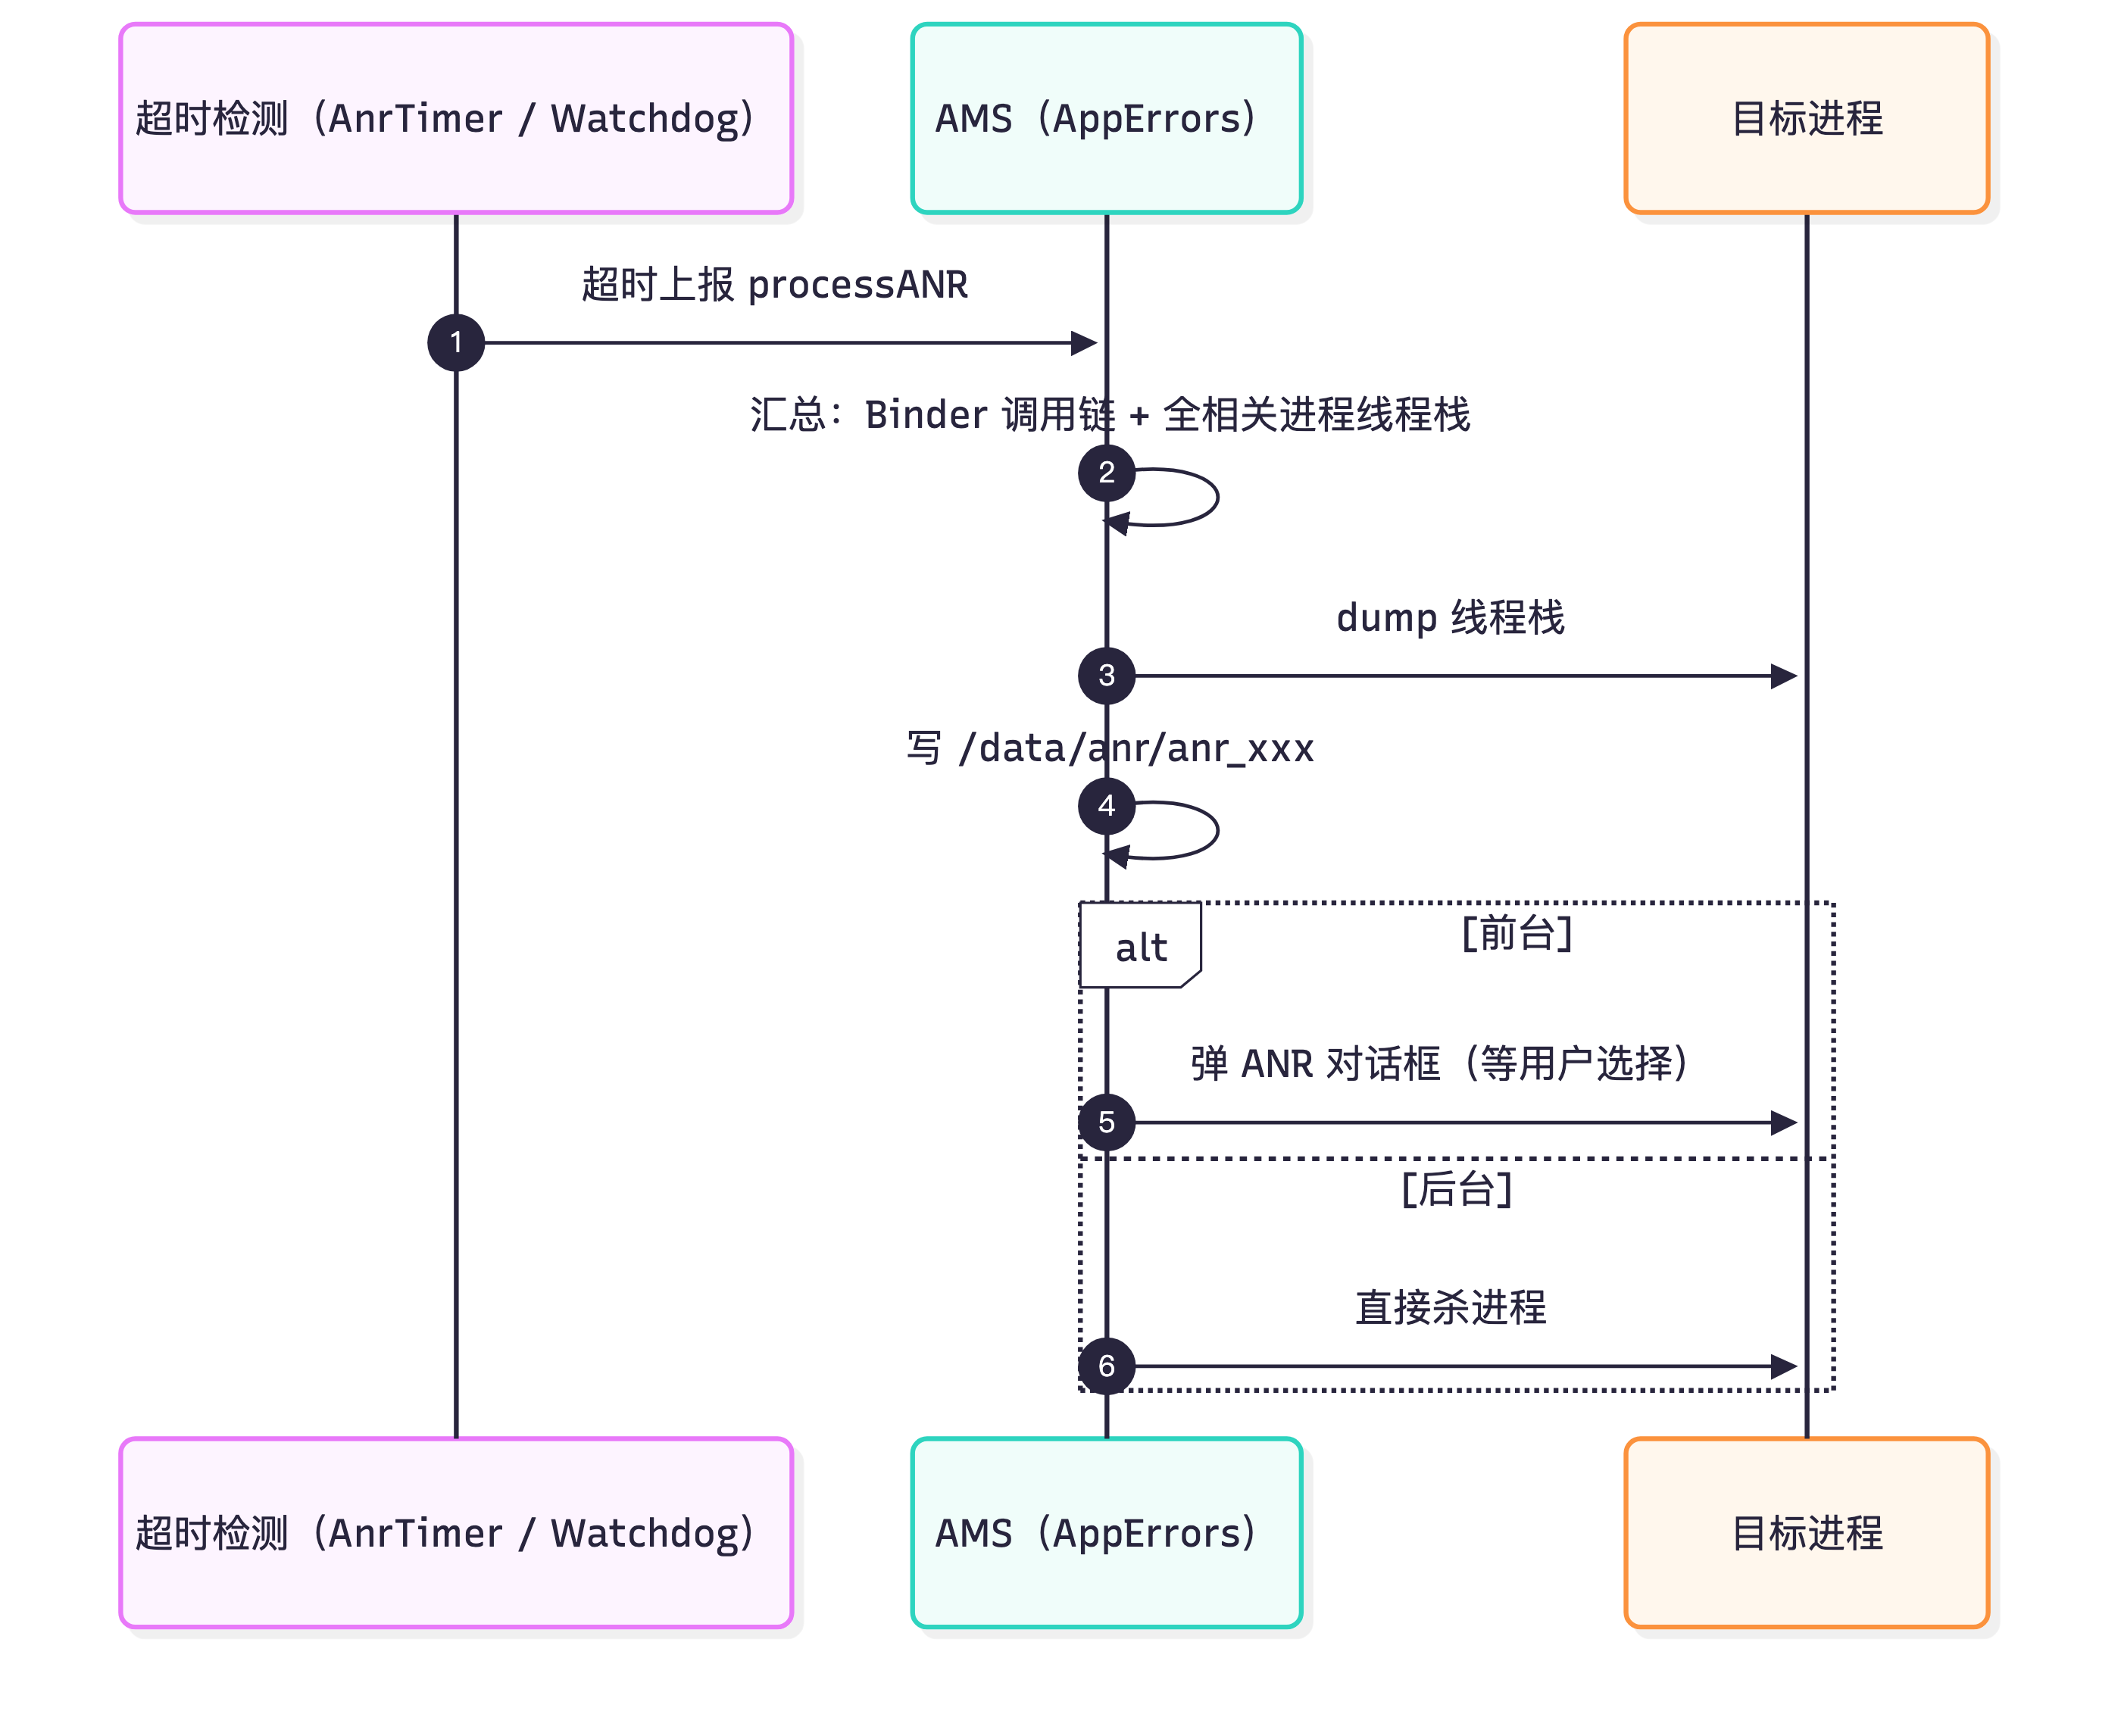 超时检测（AnrTimer / Watchdog）
AMS（AppErrors）
目标进程
超时上报 processANR
1
汇总：Binder 调用链 + 全相关进程线程栈
2
dump 线程栈
3
写 /data/anr/anr_xxx
4
alt
[前台]
弹 ANR 对话框（等用户选择）
5
[后台]
直接杀进程
6
超时检测（AnrTimer / Watchdog）
AMS（AppErrors）
目标进程